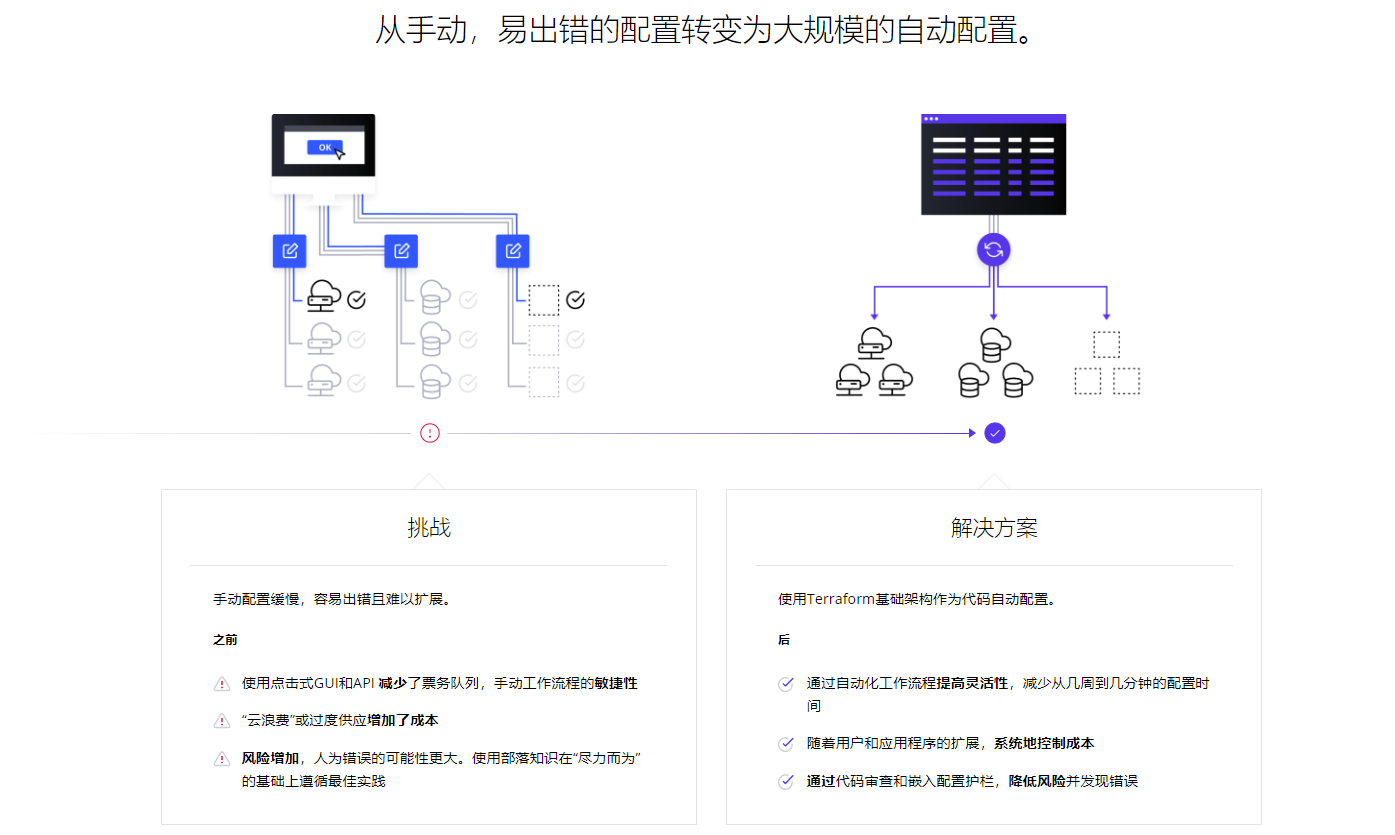 从手动，易出错的配置转变为大规模的自动配置。
OK
挑战
手动配置缓慢，容易出错且难以扩展。
之前
使用点击式GUI和API 减少了票务队列，手动工作流程的敏捷性
“云浪费”或过度供应增加了成本
风险增加，人为错误的可能性更大。使用部落知识在“尽力而为”
的基础上遵循最佳实践
解决方案
使用Terraform基础架构作为代码自动配置。
后
通过自动化工作流程提高灵活性，减少从几周到几分钟的配置时
间
随着用户和应用程序的扩展，系统地控制成本
通过代码审查和嵌入配置护栏，降低风险并发现错误